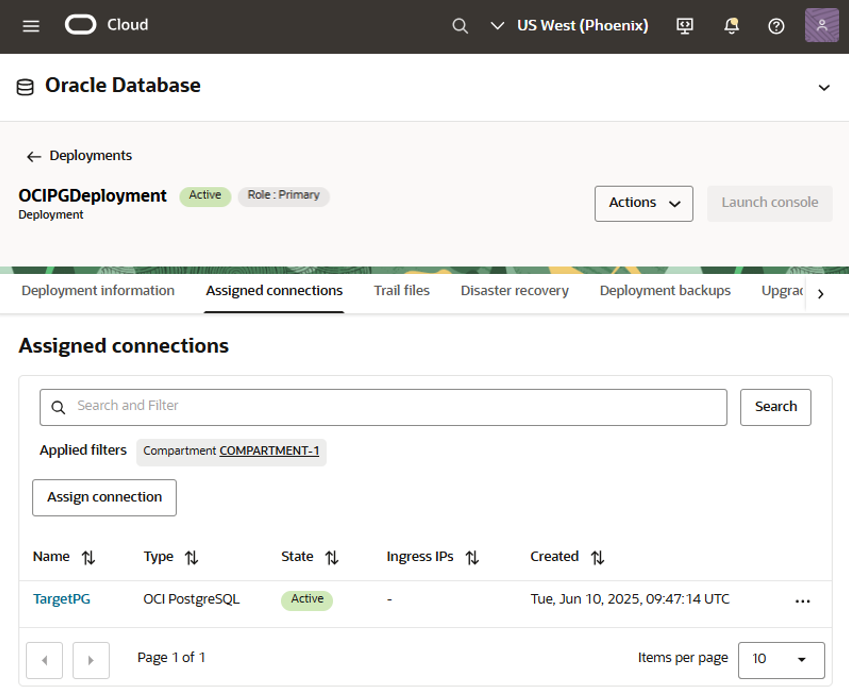 Cloud
US West (Phoenix)
Oracle Database
Deployments
OCIPGDeployment Active Role : Primary
Deployment
Actions Launch console
Deployment information Assigned connections Trail files Disaster recovery Deployment backups Upgrad
Assigned connections
Search and Filter Search
Applied filters Compartment COMPARTMENT-1
Assign connection
Name Type State Ingress IPs Created
TargetPG OCI PostgreSQL Active - Tue, Jun 10, 2025, 09:47:14 UTC
Page 1 of 1 Items per page 10